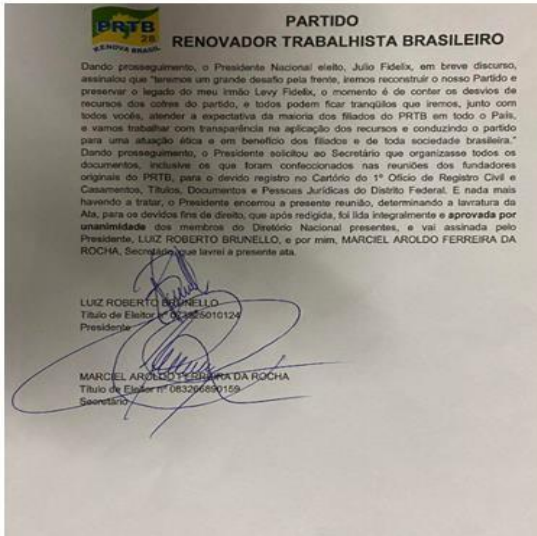 PRTB
28
RENOVA BRASIL
PARTIDO
RENOVADOR TRABALHISTA BRASILEIRO
Dando prosseguimento, o Presidente Nacional eleito, Julio Fidelix, em breve discurso,
assinalou que "teremos um grande desafio pela frente, iremos reconstruir o nosso Partido e
preservar o legado do meu irmão Levy Fidelix, o momento é de conter os desvios de
recursos dos cofres do partido, e todos podem ficar tranqüilos que iremos, junto com
todos vocês, atender a expectativa da maioria dos filiados do PRTB em todo o País,
e vamos trabalhar com transparência na aplicação dos recursos e conduzindo o partido
para uma atuação ética e em benefício dos filiados e de toda sociedade brasileira."
Dando prosseguimento, o Presidente solicitou ao Secretário que organizasse todos os
documentos, inclusive os que foram confeccionados nas reuniões dos fundadores
originais do PRTB, para o devido registro no Cartório do 1º Ofício de Registro Civil e
Casamentos, Títulos, Documentos e Pessoas Jurídicas do Distrito Federal. E nada mais
havendo a tratar, o Presidente encerrou a presente reunião, determinando a lavratura da
Ata, para os devidos fins de direito, que após redigida, foi lida integralmente e aprovada por
unanimidade dos membros do Diretório Nacional presentes, e vai assinada pelo
Presidente, LUIZ ROBERTO BRUNELLO, e por mim, MARCIEL AROLDO FERREIRA DA
ROCHA, Secretário, que lavrei a presente ata.
LUIZ ROBERTO BRUNELLO
Título de Eleitor nº 023825010124
Presidente
MARCIEL AROLDO FERREIRA DA ROCHA
Título de Eleitor nº 083266890159
Secretário